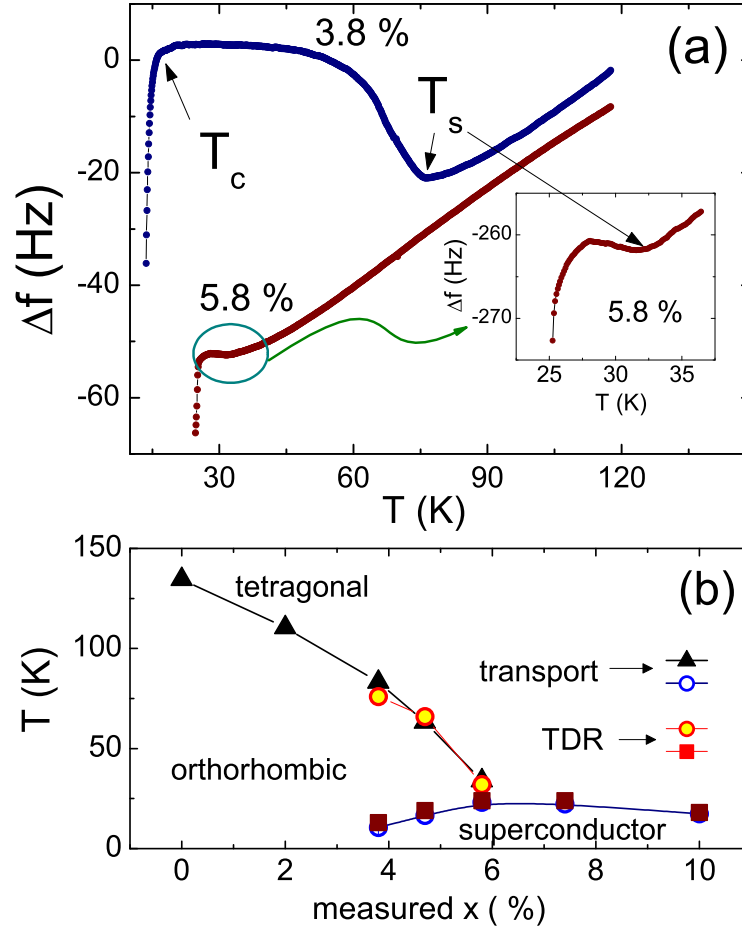 (a)
3.8 %
0
T_c
T_s
-20
Δf (Hz)
-40
-60
5.8 %
-260
-270
Δf (Hz)
5.8 %
25 30 35
T (K)
30 60 90 120
T (K)
(b)
150
100
50
0
T (K)
tetragonal
orthorhombic
transport
TDR
superconductor
0 2 4 6 8 10
measured x ( %)